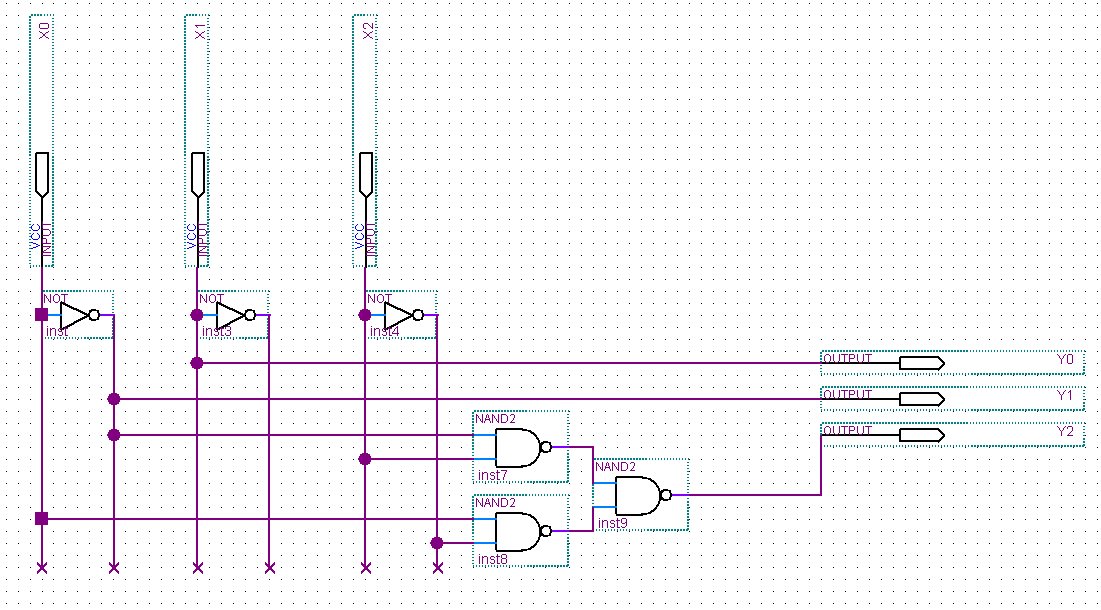 X0
X1
X2
VCC
INPUT
VCC
INPUT
VCC
INPUT
NOT
NOT
NOT
inst
inst3
inst4
OUTPUT
Y0
OUTPUT
Y1
OUTPUT
Y2
NAND2
inst7
NAND2
inst9
NAND2
inst8